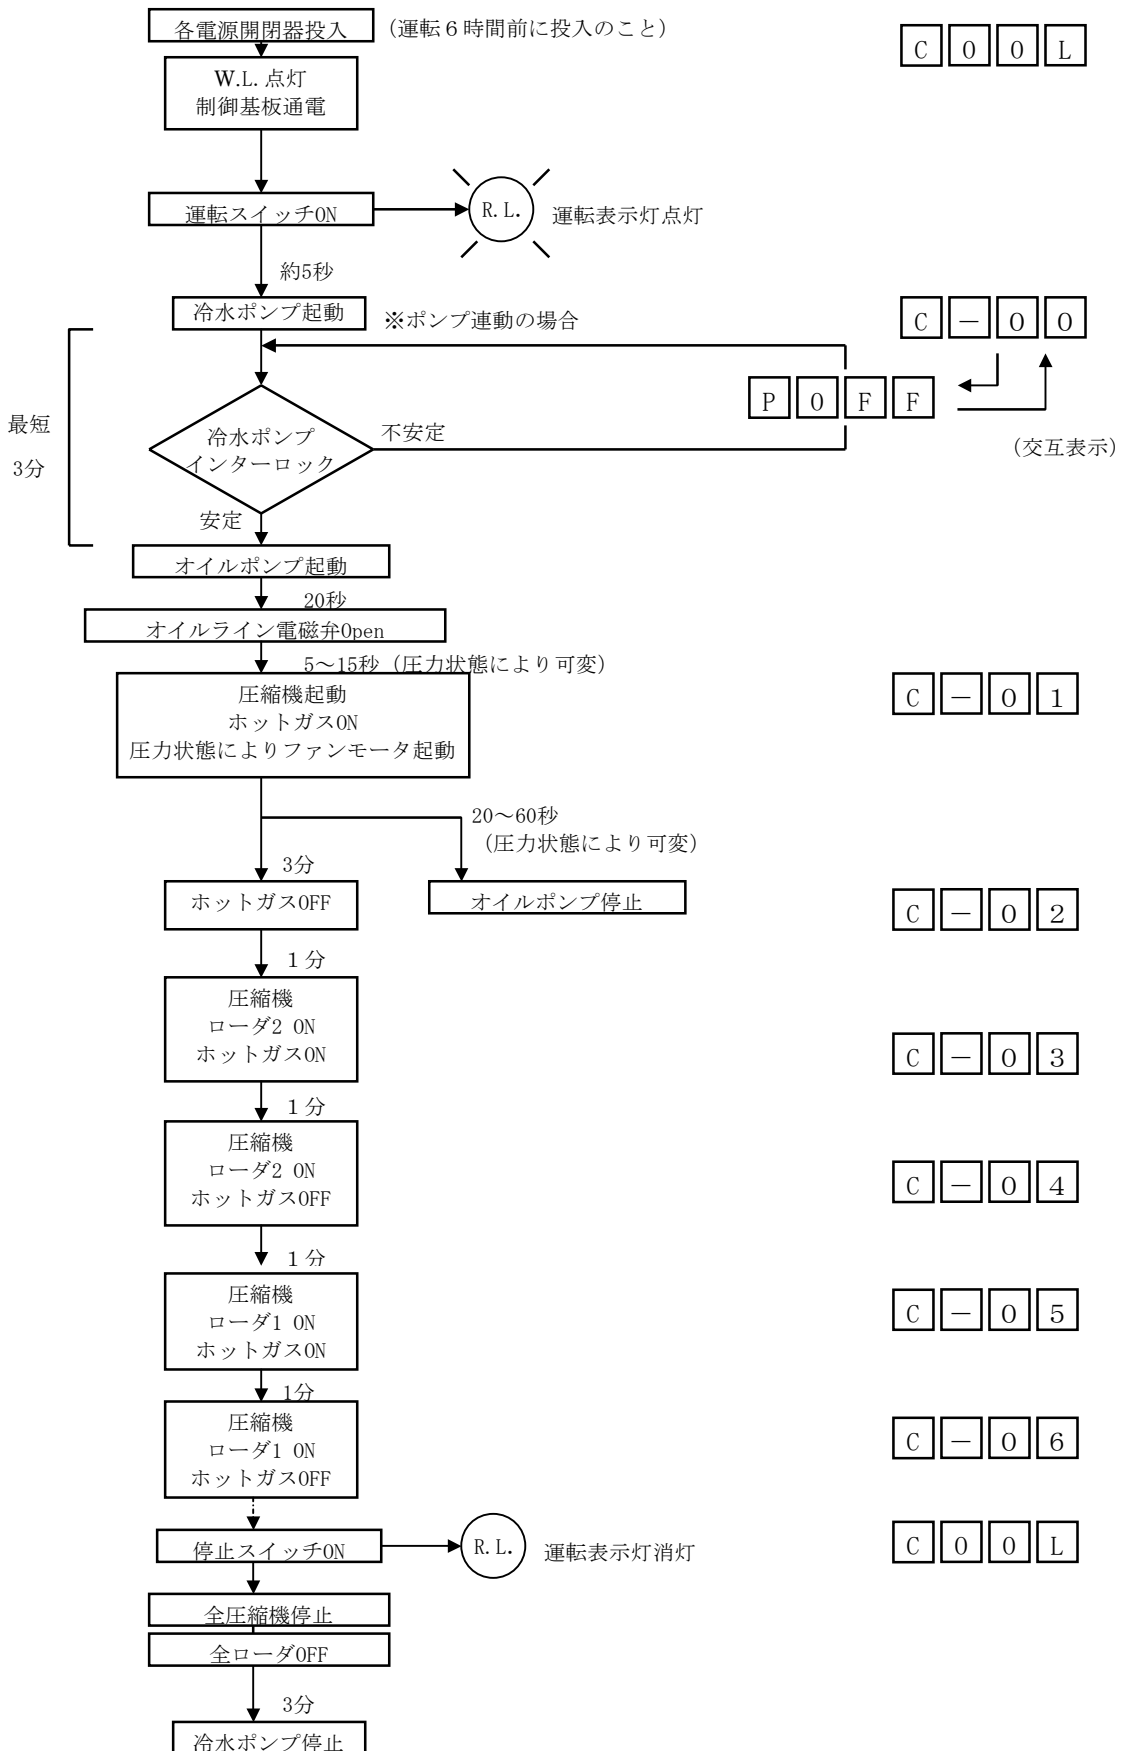 各電源開閉器投入 (運転６時間前に投入のこと)
C O O L
W.L. 点灯
制御基板通電
運転スイッチON
R.L.
運転表示灯点灯
約5秒
冷水ポンプ起動
※ポンプ連動の場合
C － 0 0
P O F F
(交互表示)
最短
3分
冷水ポンプ
インターロック
不安定
安定
オイルポンプ起動
20秒
オイルライン電磁弁Open
5～15秒 (圧力状態により可変)
圧縮機起動
ホットガスON
圧力状態によりファンモータ起動
C － 0 1
20～60秒
(圧力状態により可変)
3分
ホットガスOFF
オイルポンプ停止
C － 0 2
１分
圧縮機
ローダ2 ON
ホットガスON
C － 0 3
１分
圧縮機
ローダ2 ON
ホットガスOFF
C － 0 4
１分
圧縮機
ローダ1 ON
ホットガスON
C － 0 5
1分
圧縮機
ローダ1 ON
ホットガスOFF
C － 0 6
停止スイッチON
R.L.
運転表示灯消灯
C O O L
全圧縮機停止
全ローダOFF
3分
冷水ポンプ停止